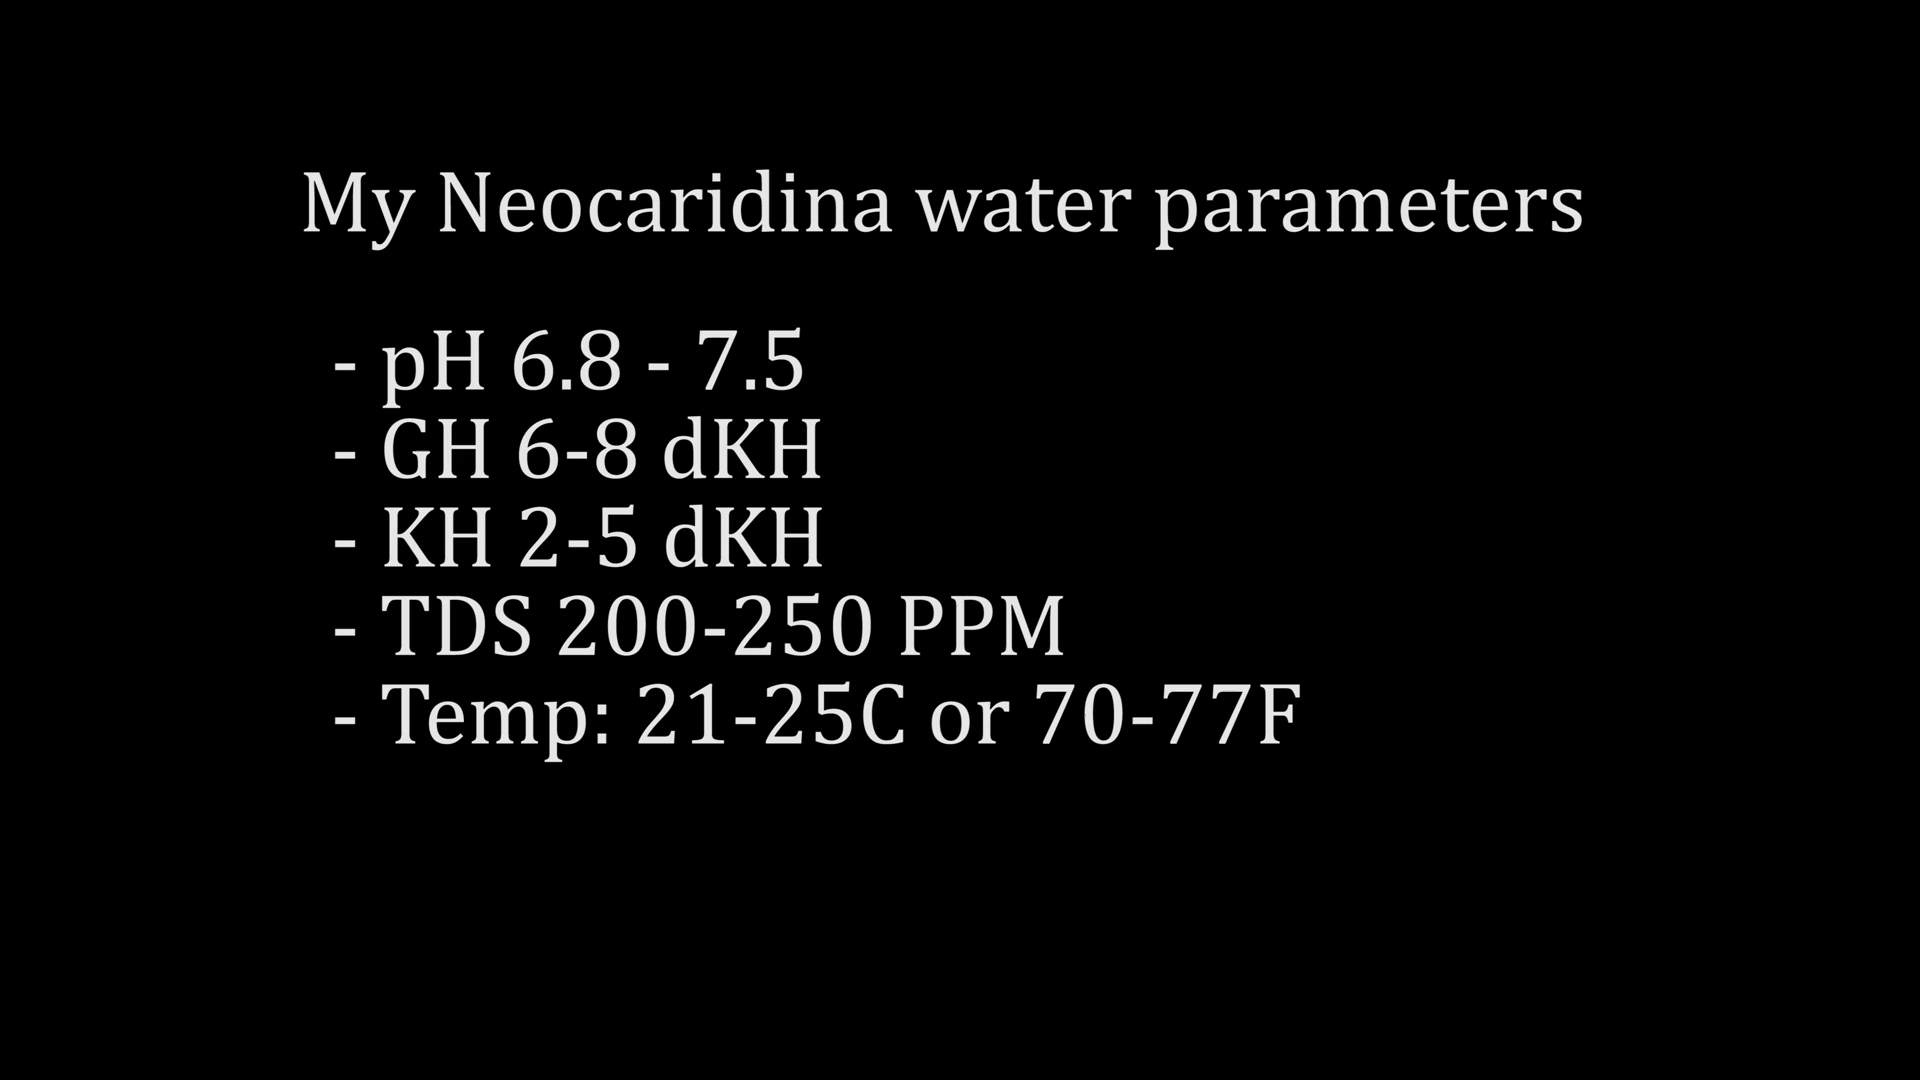 My Neocaridina water parameters
- pH 6.8 - 7.5
- GH 6-8 dKH
- KH 2-5 dKH
- TDS 200-250 PPM
- Temp: 21-25C or 70-77F